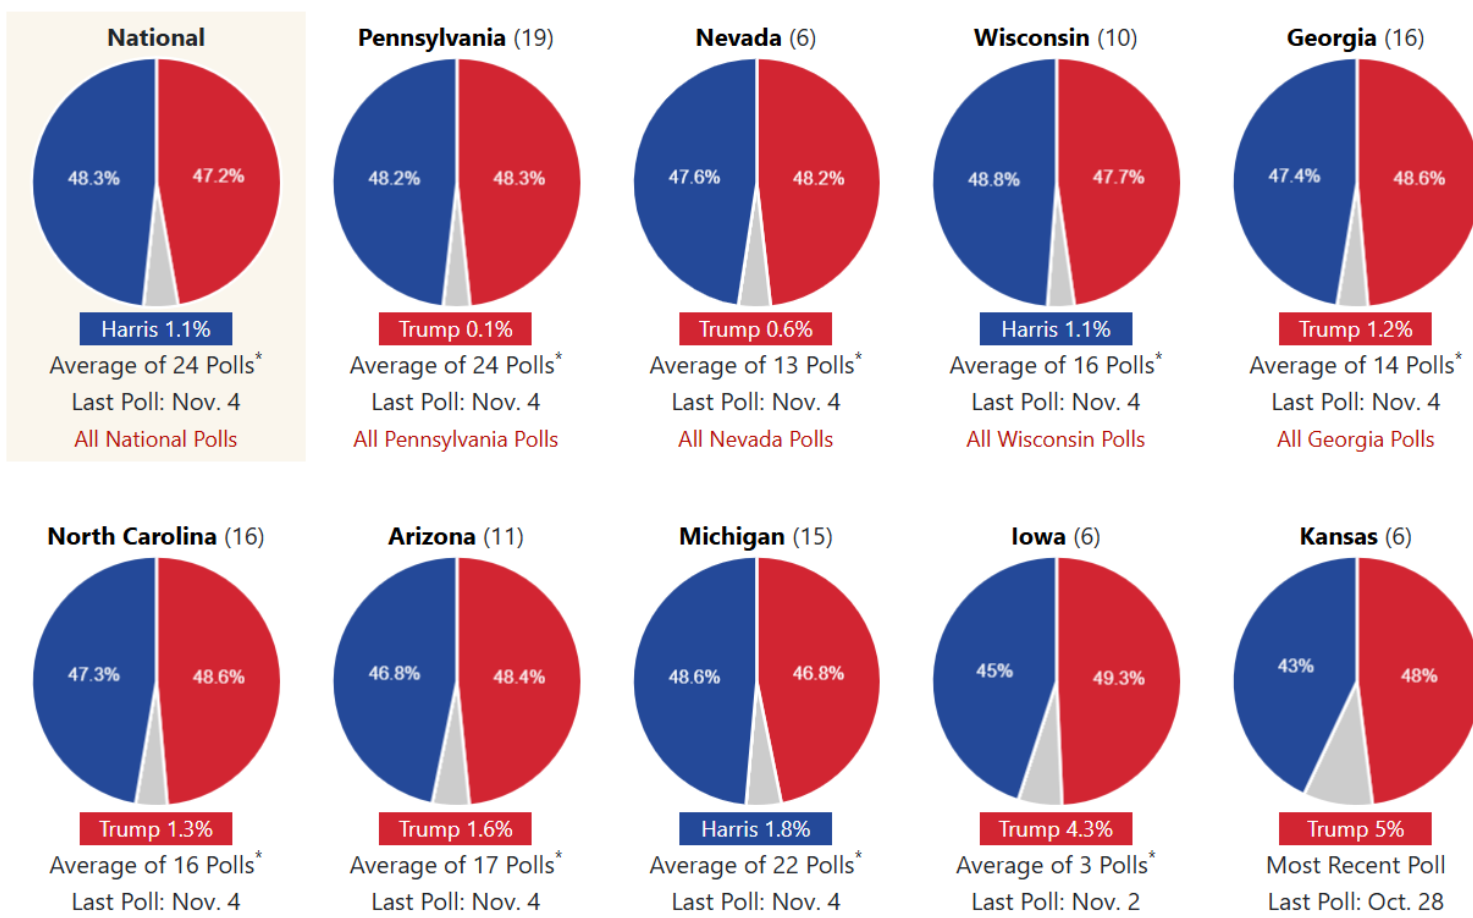 National
48.3%
47.2%
Harris 1.1%
Average of 24 Polls*
Last Poll: Nov. 4
All National Polls
Pennsylvania (19)
48.2%
48.3%
Trump 0.1%
Average of 24 Polls*
Last Poll: Nov. 4
All Pennsylvania Polls
Nevada (6)
47.6%
48.2%
Trump 0.6%
Average of 13 Polls*
Last Poll: Nov. 4
All Nevada Polls
Wisconsin (10)
48.8%
47.7%
Harris 1.1%
Average of 16 Polls*
Last Poll: Nov. 4
All Wisconsin Polls
Georgia (16)
47.4%
48.6%
Trump 1.2%
Average of 14 Polls*
Last Poll: Nov. 4
All Georgia Polls
North Carolina (16)
47.3%
48.6%
Trump 1.3%
Average of 16 Polls*
Last Poll: Nov. 4
Arizona (11)
46.8%
48.4%
Trump 1.6%
Average of 17 Polls*
Last Poll: Nov. 4
Michigan (15)
48.6%
46.8%
Harris 1.8%
Average of 22 Polls*
Last Poll: Nov. 4
Iowa (6)
45%
49.3%
Trump 4.3%
Average of 3 Polls*
Last Poll: Nov. 2
Kansas (6)
43%
48%
Trump 5%
Most Recent Poll
Last Poll: Oct. 28